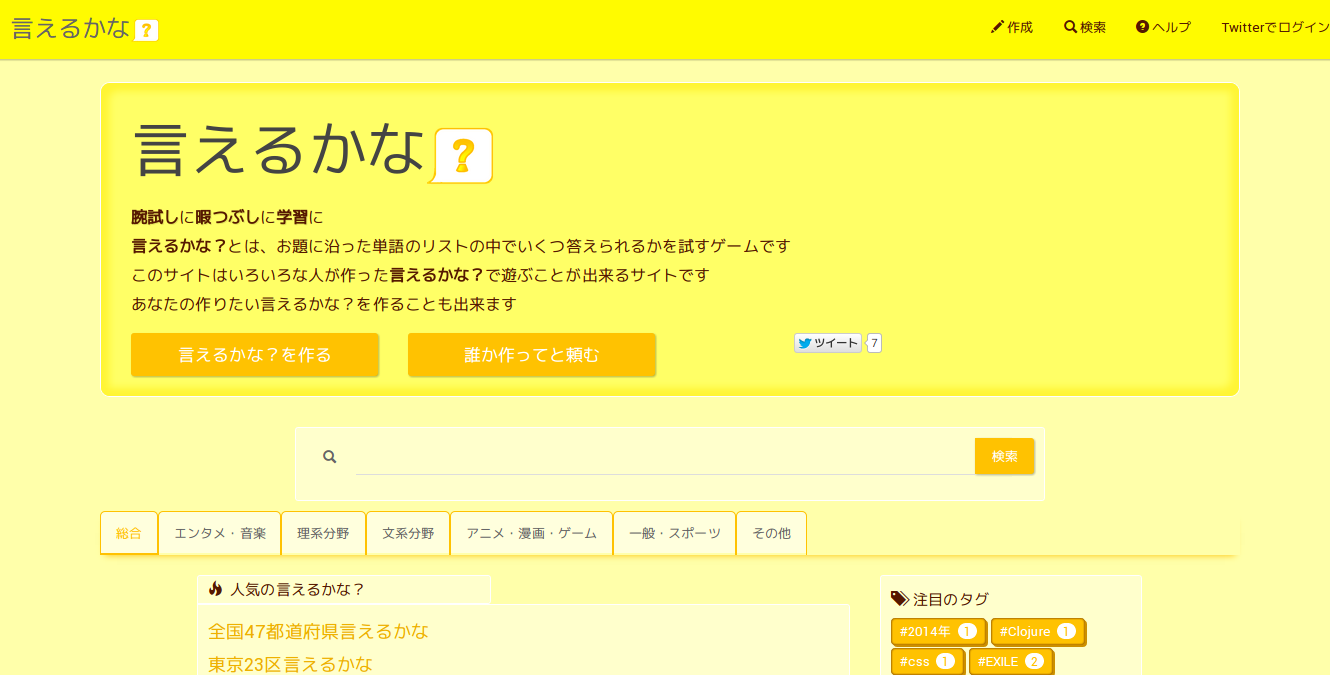 言えるかな?
作成 検索 ヘルプ Twitterでログイン
言えるかな?
腕試しに暇つぶしに学習に
言えるかな？とは、お題に沿った単語のリストの中でいくつ答えられるかを試すゲームです
このサイトはいろいろな人が作った言えるかな？で遊ぶことが出来るサイトです
あなたの作りたい言えるかな？を作ることも出来ます
言えるかな？を作る 誰か作ってと頼む ツイート 7
検索
総合 エンタメ・音楽 理系分野 文系分野 アニメ・漫画・ゲーム 一般・スポーツ その他
人気の言えるかな？
全国47都道府県言えるかな
東京23区言えるかな
注目のタグ
#2014年 1 #Clojure 1
#css 1 #EXILE 2